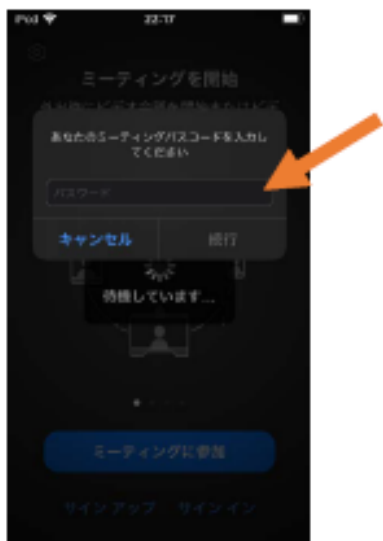 iPod 22:17
ミーティングを開始
あなたのミーティングパスコードを入力し
てください
パスワード
キャンセル 続行
待機しています...
ミーティングに参加
サインアップ サインイン